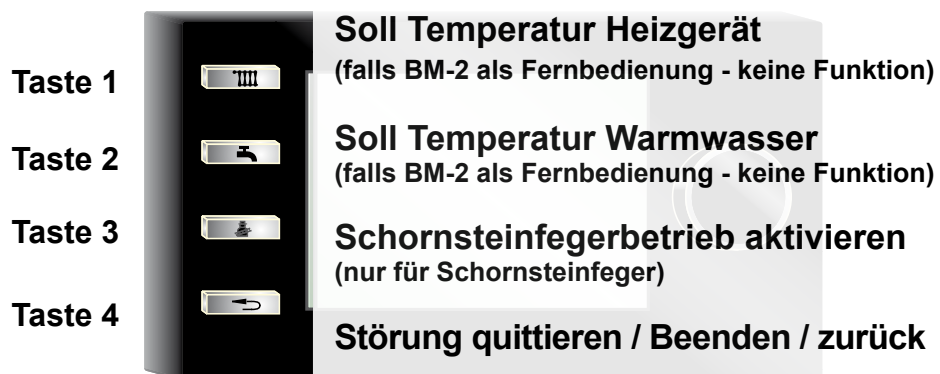 Soll Temperatur Heizgerät
Taste 1
(falls BM-2 als Fernbedienung - keine Funktion)
Taste 2
Soll Temperatur Warmwasser
(falls BM-2 als Fernbedienung - keine Funktion)
Taste 3
Schornsteinfegerbetrieb aktivieren
(nur für Schornsteinfeger)
Taste 4
Störung quittieren / Beenden / zurück